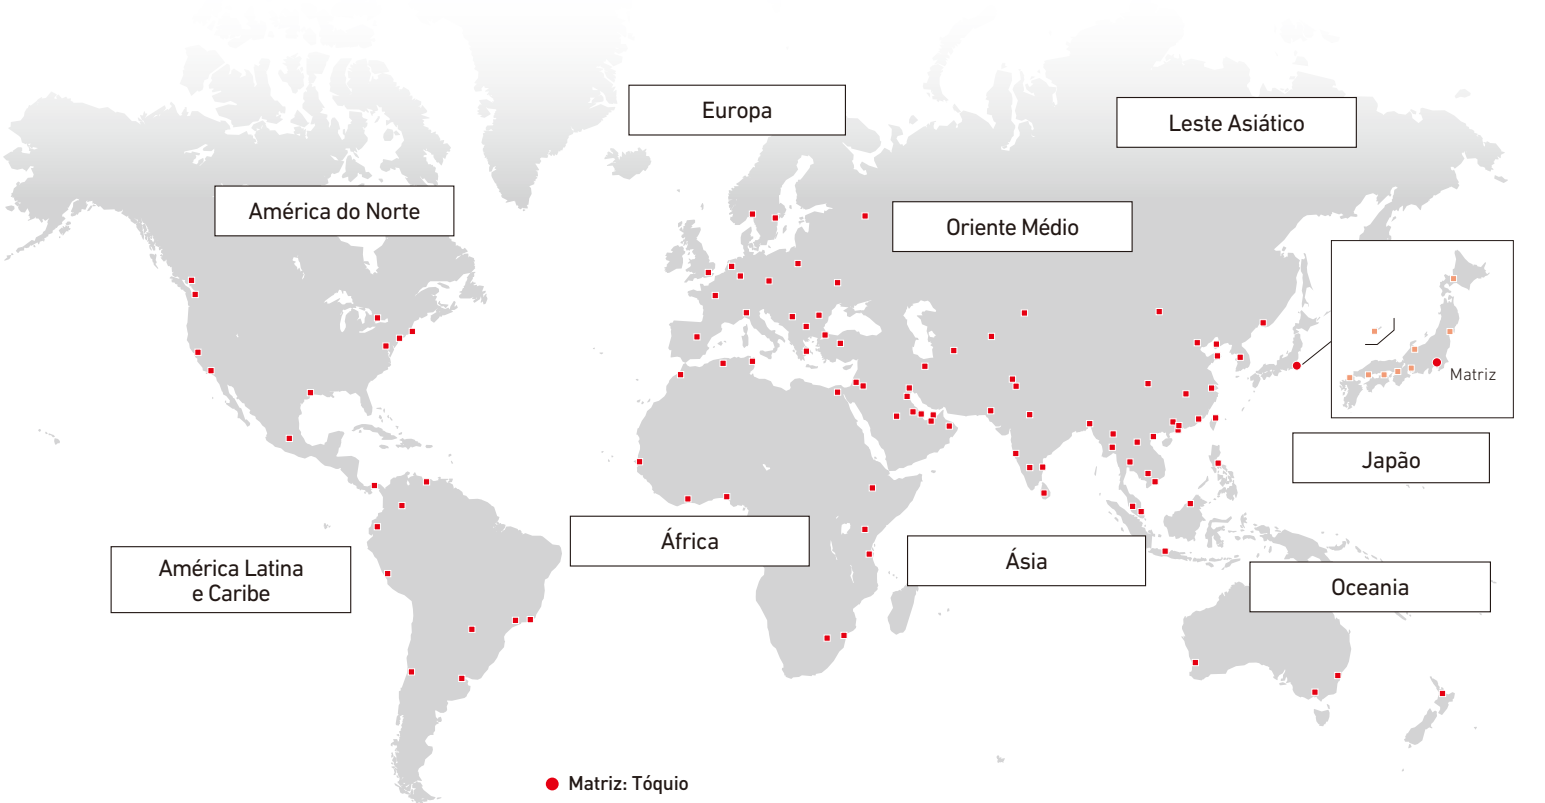 Europa
Leste Asiático
América do Norte
Oriente Médio
Matriz
Japão
África
Ásia
América Latina
e Caribe
Oceania
Matriz: Tóquio